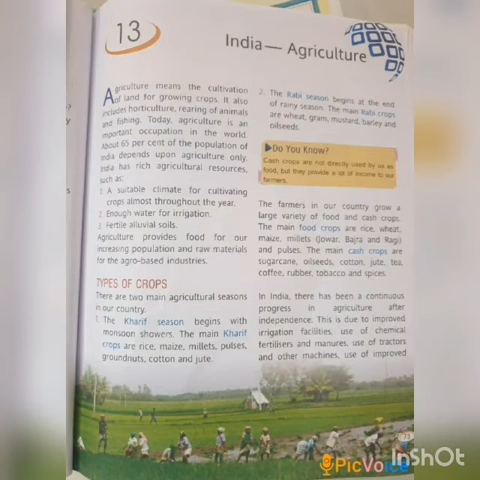 13
India— Agriculture
Agriculture means the cultivation
of land for growing crops. It also
includes horticulture, rearing of animals
and fishing. Today, agriculture is an
important occupation in the world.
About 65 per cent of the population of
India depends upon agriculture only.
India has rich agricultural resources,
such as:
1. A suitable climate for cultivating
crops almost throughout the year.
2. Enough water for irrigation.
3. Fertile alluvial soils.
Agriculture provides food for our
increasing population and raw materials
for the agro-based industries.
TYPES OF CROPS
There are two main agricultural seasons
in our country.
1. The Kharif season begins with
monsoon showers. The main Kharif
crops are rice, maize, millets, pulses,
groundnuts, cotton and jute.
2. The Rabi season begins at the end
of rainy season. The main Rabi crops
are wheat, gram, mustard, barley and
oilseeds.
Do You Know?
Cash crops are not directly used by us as
food, but they provide a lot of income to our
farmers.
The farmers in our country grow a
large variety of food and cash crops.
The main food crops are rice, wheat,
maize, millets (Jowar, Bajra and Ragi)
and pulses. The main cash crops are
sugarcane, oilseeds, cotton, jute, tea,
coffee, rubber, tobacco and spices.
In India, there has been a continuous
progress in agriculture after
independence. This is due to improved
irrigation facilities, use of chemical
fertilisers and manures, use of tractors
and other machines, use of improved
73
PicVoice
InShOt